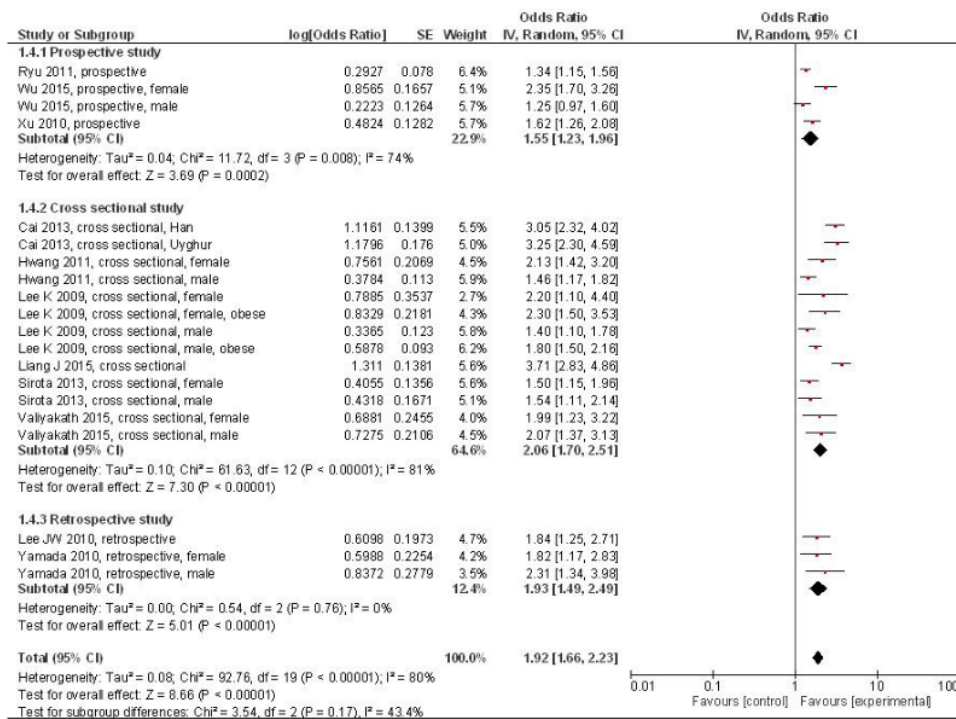 Odds Ratio Odds Ratio
Study or Subgroup log[Odds Ratio] SE Weight IV, Random, 95% CI IV, Random, 95% CI
1.4.1 Prospective study
Ryu 2011, prospective 0.2927 0.078 6.4% 1.34 [1.15, 1.56]
Wu 2015, prospective, female 0.8565 0.1657 5.1% 2.35 [1.70, 3.26]
Wu 2015, prospective, male 0.2223 0.1264 5.7% 1.25 [0.97, 1.60]
Xu 2010, prospective 0.4824 0.1282 5.7% 1.62 [1.26, 2.08]
Subtotal (95% CI) 22.9% 1.55 [1.23, 1.96]
Heterogeneity: Tau² = 0.04; Chi² = 11.72, df = 3 (P = 0.008); I² = 74%
Test for overall effect: Z = 3.69 (P = 0.0002)
1.4.2 Cross sectional study
Cai 2013, cross sectional, Han 1.1161 0.1399 5.5% 3.05 [2.32, 4.02]
Cai 2013, cross sectional, Uyghur 1.1796 0.176 5.0% 3.25 [2.30, 4.59]
Hwang 2011, cross sectional, female 0.7561 0.2069 4.5% 2.13 [1.42, 3.20]
Hwang 2011, cross sectional, male 0.3784 0.113 5.9% 1.46 [1.17, 1.82]
Lee K 2009, cross sectional, female 0.7885 0.3537 2.7% 2.20 [1.10, 4.40]
Lee K 2009, cross sectional, female, obese 0.8329 0.2181 4.3% 2.30 [1.50, 3.53]
Lee K 2009, cross sectional, male 0.3365 0.123 5.8% 1.40 [1.10, 1.78]
Lee K 2009, cross sectional, male, obese 0.5878 0.093 6.2% 1.80 [1.50, 2.16]
Liang J 2015, cross sectional 1.311 0.1381 5.6% 3.71 [2.83, 4.86]
Sirota 2013, cross sectional, female 0.4055 0.1356 5.6% 1.50 [1.15, 1.96]
Sirota 2013, cross sectional, male 0.4318 0.1671 5.1% 1.54 [1.11, 2.14]
Valiyakath 2015, cross sectional, female 0.6881 0.2455 4.0% 1.99 [1.23, 3.22]
Valiyakath 2015, cross sectional, male 0.7275 0.2106 4.5% 2.07 [1.37, 3.13]
Subtotal (95% CI) 64.6% 2.06 [1.70, 2.51]
Heterogeneity: Tau² = 0.10; Chi² = 61.63, df = 12 (P < 0.00001); I² = 81%
Test for overall effect: Z = 7.30 (P < 0.00001)
1.4.3 Retrospective study
Lee JW 2010, retrospective 0.6098 0.1973 4.7% 1.84 [1.25, 2.71]
Yamada 2010, retrospective, female 0.5988 0.2254 4.2% 1.82 [1.17, 2.83]
Yamada 2010, retrospective, male 0.8372 0.2779 3.5% 2.31 [1.34, 3.98]
Subtotal (95% CI) 12.4% 1.93 [1.49, 2.49]
Heterogeneity: Tau² = 0.00; Chi² = 0.54, df = 2 (P = 0.76); I² = 0%
Test for overall effect: Z = 5.01 (P < 0.00001)
Total (95% CI) 100.0% 1.92 [1.66, 2.23]
Heterogeneity: Tau² = 0.08; Chi² = 92.76, df = 19 (P < 0.00001); I² = 80%
Test for overall effect: Z = 8.66 (P < 0.00001)
Test for subgroup differences: Chi² = 3.54, df = 2 (P = 0.17), I² = 43.4%
0.01 0.1 1 10 100
Favours [control] Favours [experimental]